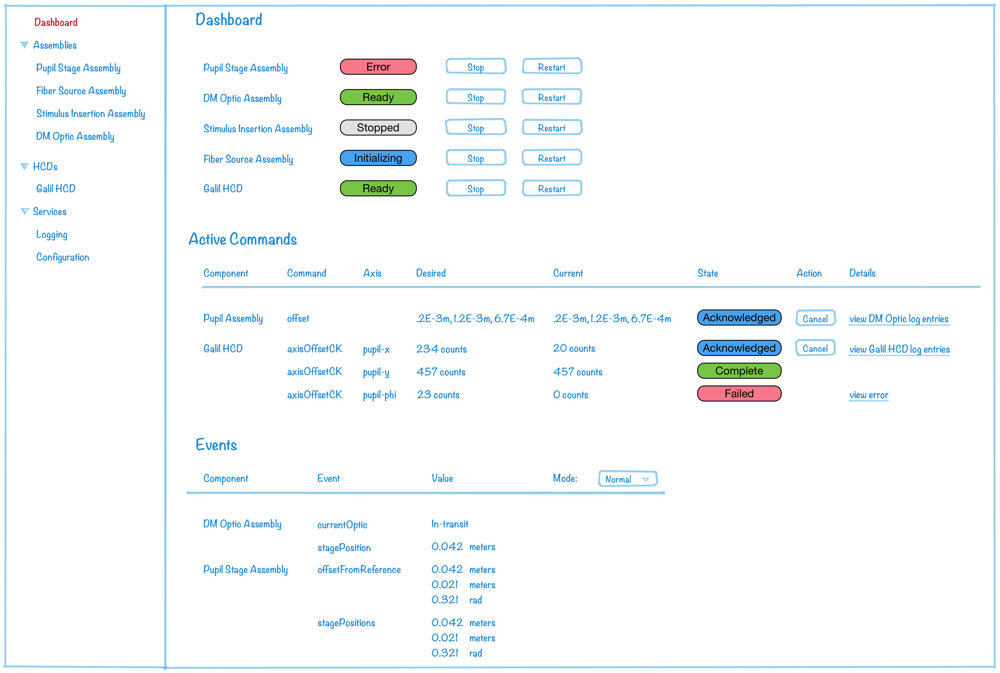 Dashboard
Assemblies
Pupil Stage Assembly
Fiber Source Assembly
Stimulus Insertion Assembly
DM Optic Assembly
HCDs
Galil HCD
Services
Logging
Configuration
Dashboard
Pupil Stage Assembly Error Stop Restart
DM Optic Assembly Ready Stop Restart
Stimulus Insertion Assembly Stopped Stop Restart
Fiber Source Assembly Initializing Stop Restart
Galil HCD Ready Stop Restart
Active Commands
Component Command Axis Desired Current State Action Details
Pupil Assembly offset .2E-3m, 1.2E-3m, 6.7E-4m .2E-3m, 1.2E-3m, 6.7E-4m Acknowledged Cancel view DM Optic log entries
Galil HCD axisOffsetCK pupil-x 234 counts 20 counts Acknowledged Cancel view Galil HCD log entries
axisOffsetCK pupil-y 457 counts 457 counts Complete
axisOffsetCK pupil-phi 23 counts 0 counts Failed view error
Events
Component Event Value Mode: Normal
DM Optic Assembly currentOptic In-transit
stagePosition 0.042 meters
Pupil Stage Assembly offsetFromReference 0.042 meters
0.021 meters
0.321 rad
stagePositions 0.042 meters
0.021 meters
0.321 rad